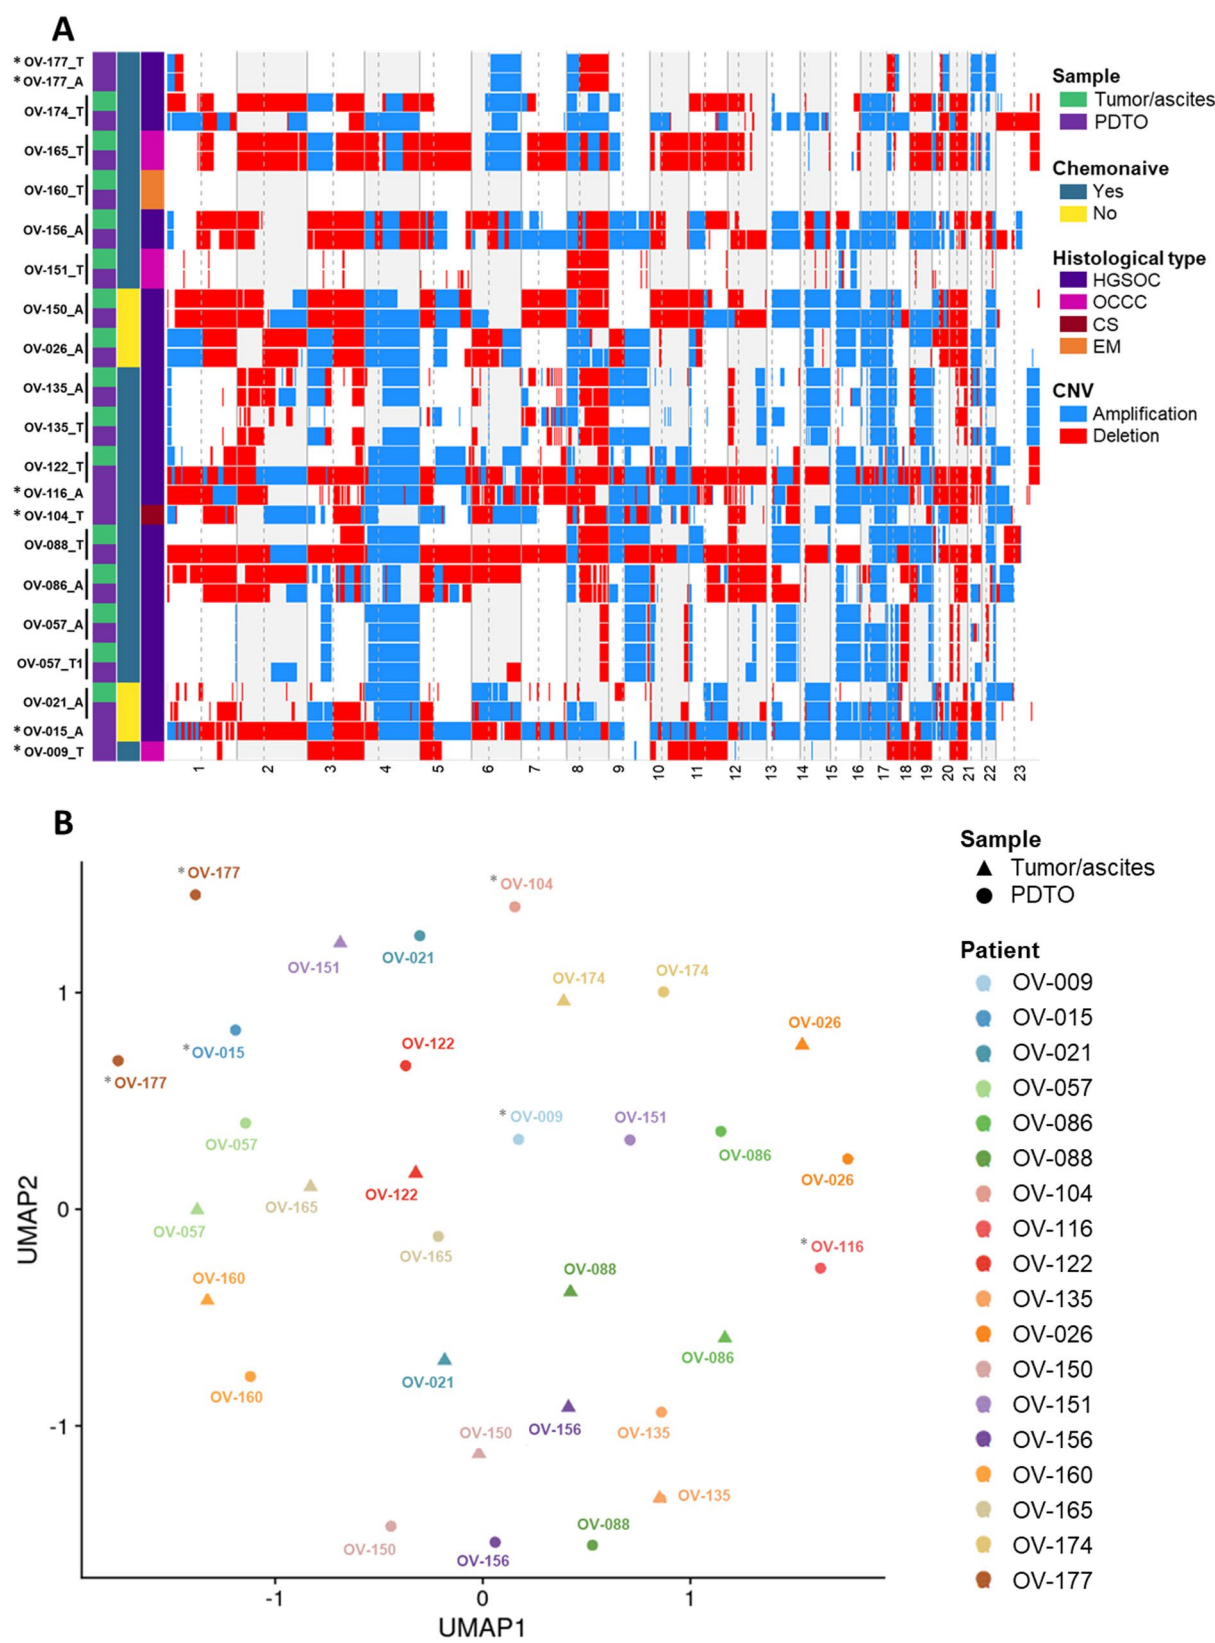 A
* OV-177_T
* OV-177_A
OV-174_T
OV-165_T
OV-160_T
OV-156_A
OV-151_T
OV-150_A
OV-026_A
OV-135_A
OV-135_T
OV-122_T
* OV-116_A
* OV-104_T
OV-088_T
OV-086_A
OV-057_A
OV-057_T1
OV-021_A
* OV-015_A
* OV-009_T
1 2 3 4 5 6 7 8 9 10 11 12 13 14 15 16 17 18 19 20 21 22 23
Sample
Tumor/ascites
PDTO
Chemonaive
Yes
No
Histological type
HGSOC
OCCC
CS
EM
CNV
Amplification
Deletion
B
* OV-177
* OV-104
OV-151
OV-021
OV-174
OV-174
OV-026
* OV-015
OV-122
* OV-177
OV-057
* OV-009
OV-151
OV-086
OV-026
OV-122
OV-165
OV-057
OV-165
* OV-116
OV-160
OV-088
OV-086
OV-021
OV-160
OV-150
OV-156
OV-135
OV-135
OV-150
OV-156
OV-088
1
0
-1
UMAP2
-1 0 1
UMAP1
Sample
Tumor/ascites
PDTO
Patient
OV-009
OV-015
OV-021
OV-057
OV-086
OV-088
OV-104
OV-116
OV-122
OV-135
OV-026
OV-150
OV-151
OV-156
OV-160
OV-165
OV-174
OV-177